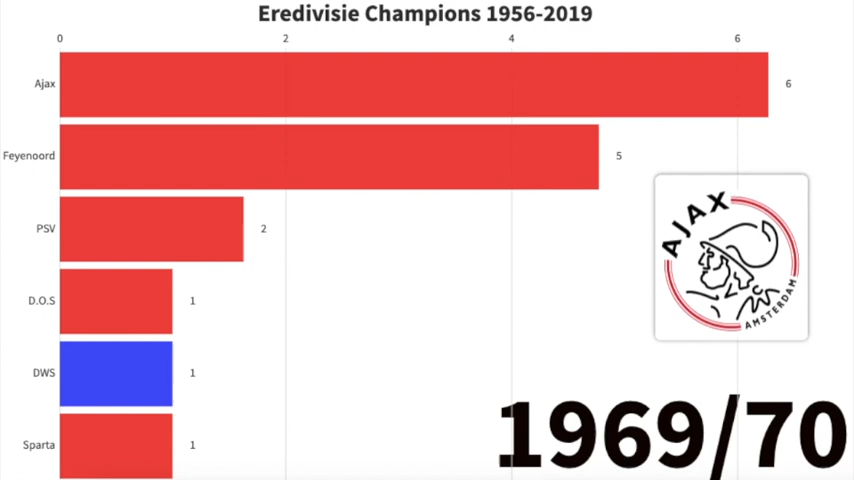 Eredivisie Champions 1956-2019
0 2 4 6
Ajax 6
Feyenoord 5
PSV 2
D.O.S 1
DWS 1
Sparta 1
AJAX
AMSTERDAM
1969/70